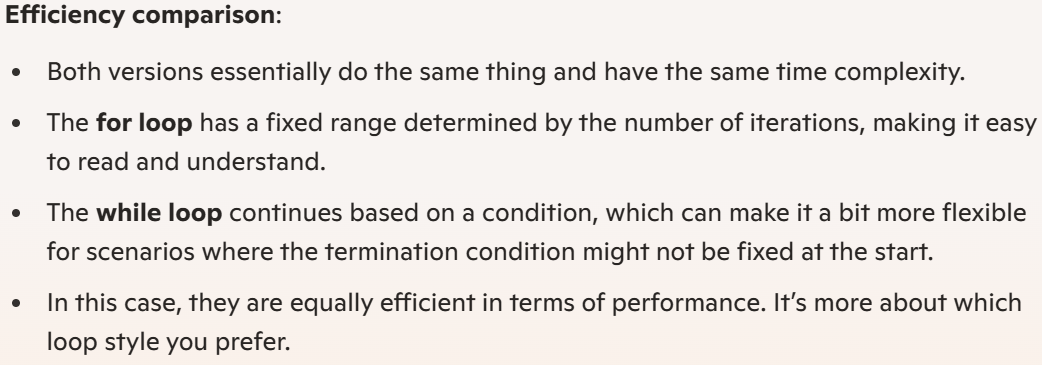 Efficiency comparison:
• Both versions essentially do the same thing and have the same time complexity.
• The for loop has a fixed range determined by the number of iterations, making it easy
to read and understand.
• The while loop continues based on a condition, which can make it a bit more flexible
for scenarios where the termination condition might not be fixed at the start.
• In this case, they are equally efficient in terms of performance. It’s more about which
loop style you prefer.